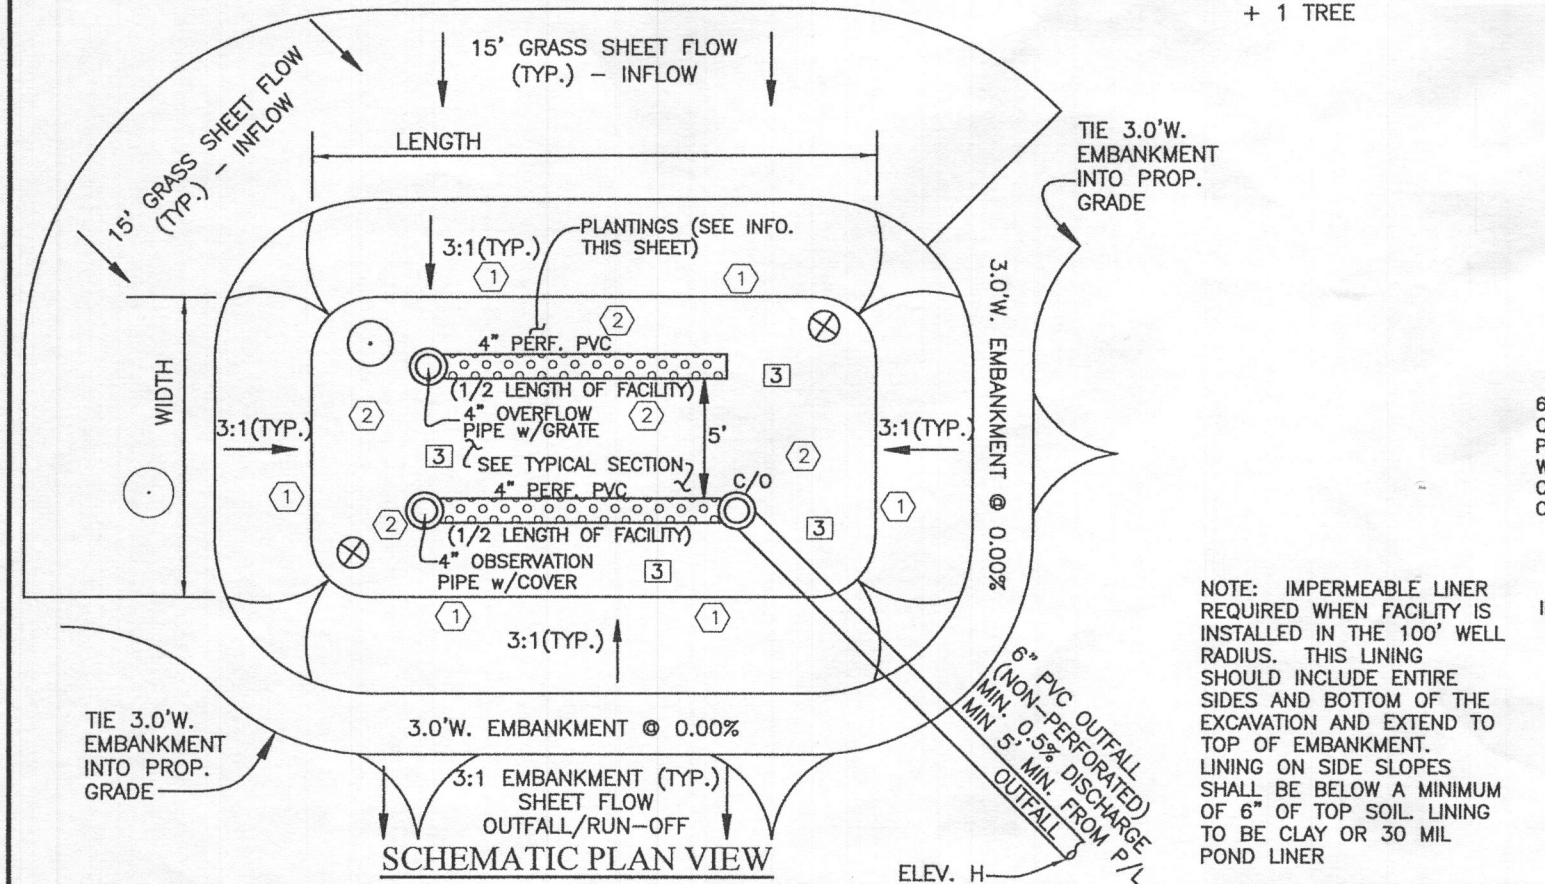 + 1 TREE
15' GRASS SHEET FLOW
(TYP.) - INFLOW
15' GRASS SHEET FLOW
(TYP.) - INFLOW
LENGTH
TIE 3.0'W.
EMBANKMENT
INTO PROP.
GRADE
PLANTINGS (SEE INFO.
THIS SHEET)
3:1(TYP.)
1
1
2
4" PERF. PVC
(1/2 LENGTH OF FACILITY)
3
WIDTH
2
4" OVERFLOW
PIPE w/GRATE
2
5'
3:1(TYP.)
3:1(TYP.)
3
SEE TYPICAL SECTION
2
4" PERF. PVC
C/O
1
1
2
(1/2 LENGTH OF FACILITY)
3
4" OBSERVATION
PIPE w/COVER
3
3.0'W. EMBANKMENT @ 0.00%
1
1
3:1(TYP.)
3.0'W. EMBANKMENT @ 0.00%
TIE 3.0'W.
EMBANKMENT
INTO PROP.
GRADE
3:1 EMBANKMENT (TYP.)
SHEET FLOW
OUTFALL/RUN-OFF
6" PVC OUTFALL
(NON-PERFORATED)
MIN. 0.5% DISCHARGE
MIN 5' MIN. FROM P/L
OUTFALL
ELEV. H
SCHEMATIC PLAN VIEW
NOTE: IMPERMEABLE LINER
REQUIRED WHEN FACILITY IS
INSTALLED IN THE 100' WELL
RADIUS. THIS LINING
SHOULD INCLUDE ENTIRE
SIDES AND BOTTOM OF THE
EXCAVATION AND EXTEND TO
TOP OF EMBANKMENT.
LINING ON SIDE SLOPES
SHALL BE BELOW A MINIMUM
OF 6" OF TOP SOIL. LINING
TO BE CLAY OR 30 MIL
POND LINER